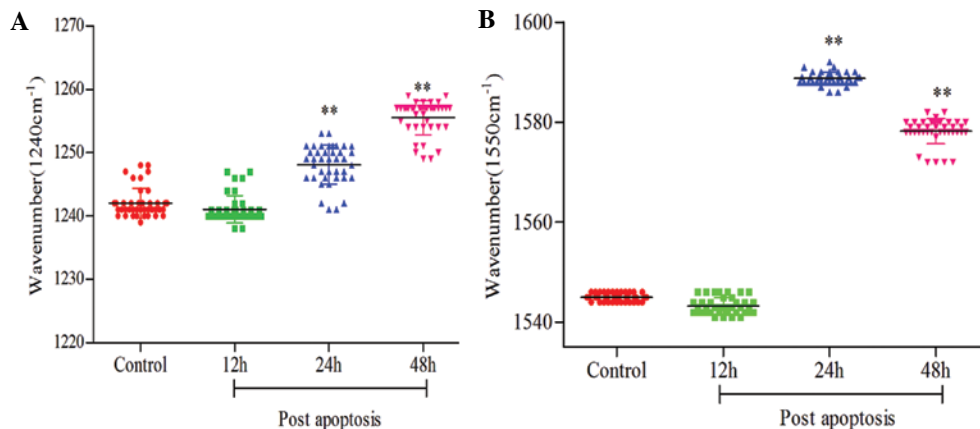 A
Wavenumber(1240cm-1)
1270
1260
1250
1240
1230
1220
**
**
Control
12h
24h
48h
Post apoptosis
B
Wavenumber(1550cm-1)
1600
1580
1560
1540
**
**
Control
12h
24h
48h
Post apoptosis